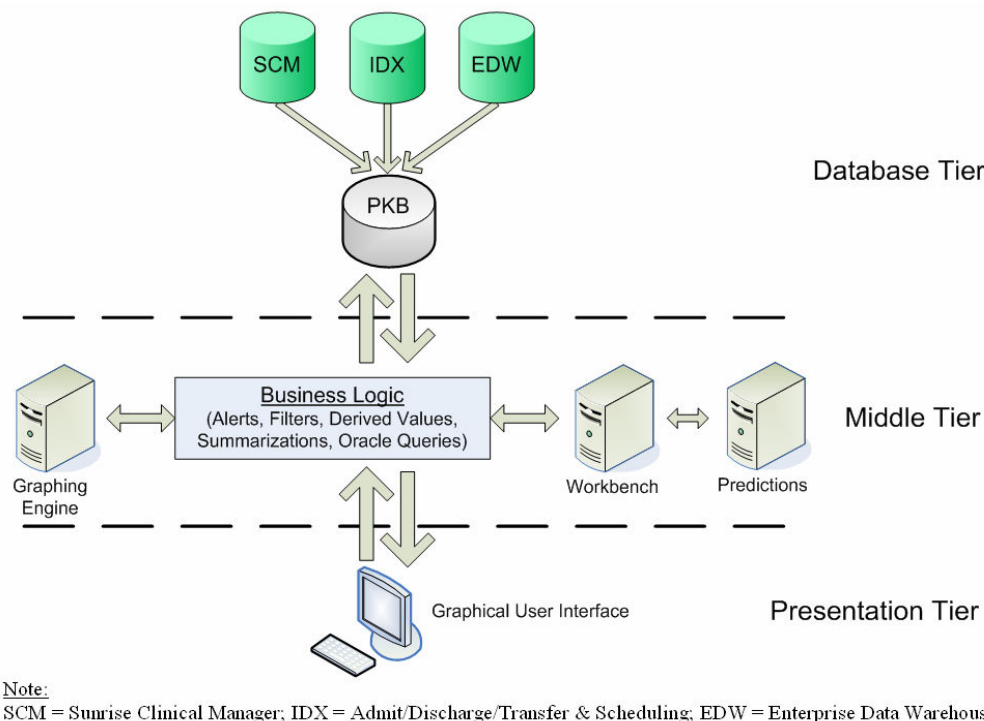 SCM
IDX
EDW
Database Tier
PKB
Business Logic
(Alerts, Filters, Derived Values,
Summarizations, Oracle Queries)
Middle Tier
Graphing
Engine
Workbench
Predictions
Graphical User Interface
Presentation Tier
Note:
SCM = Sunrise Clinical Manager; IDX = Admit/Discharge/Transfer & Scheduling; EDW = Enterprise Data Warehous